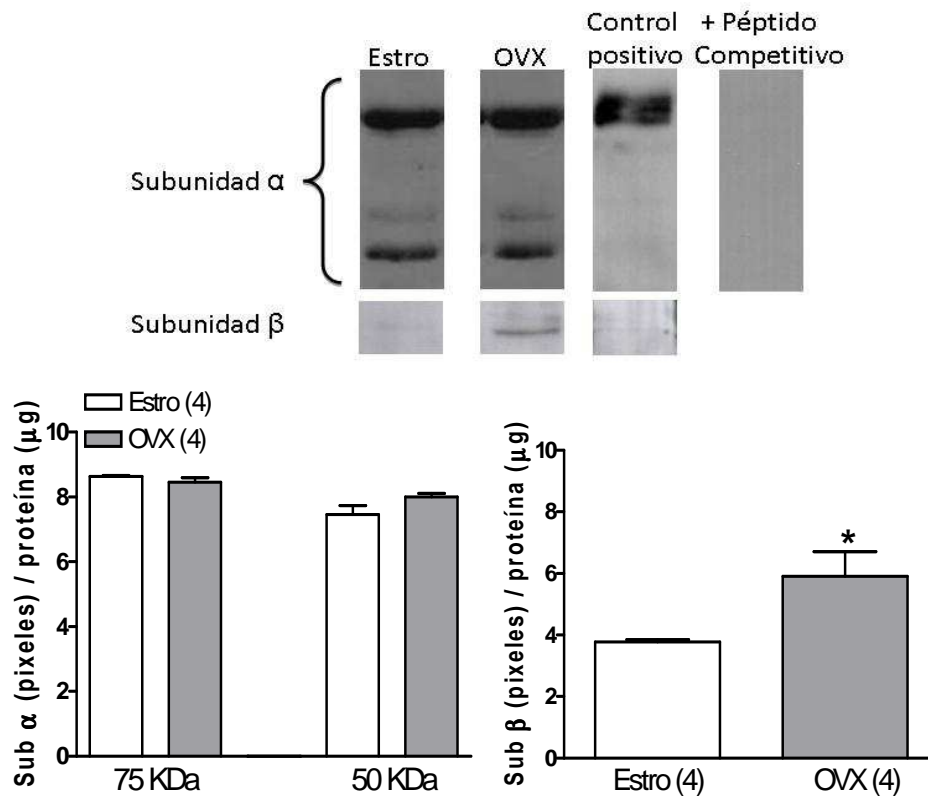 Estro
OVX
Control positivo
+ Péptido Competitivo
Subunidad α
Subunidad β
Sub α (pixeles) / proteína (µg)
Estro (4)
OVX (4)
10
8
6
4
2
0
75 KDa
50 KDa
Sub β (pixeles) / proteína (µg)
10
8
6
4
2
0
*
Estro (4)
OVX (4)